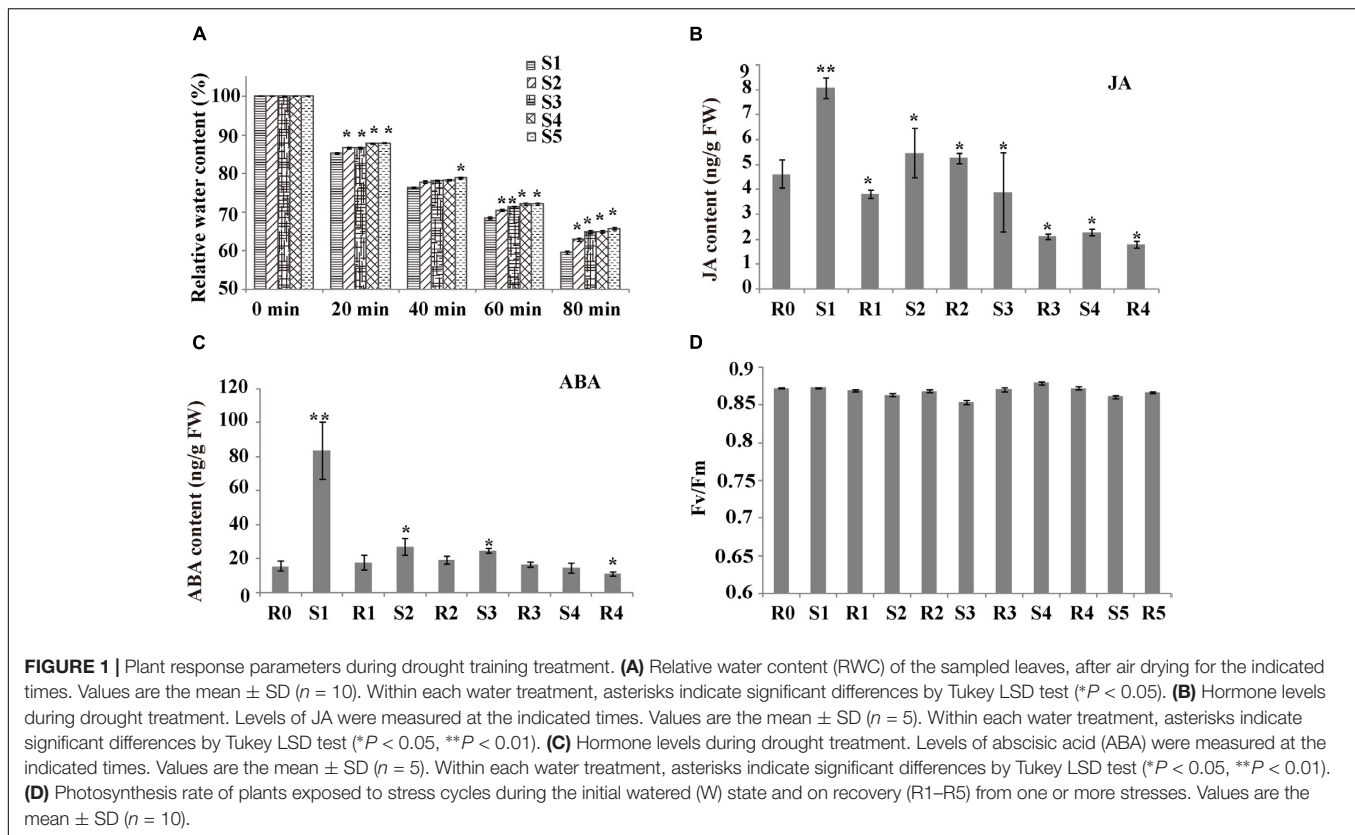 A
Relative water content (%)
100
90
80
70
60
50
0 min 20 min 40 min 60 min 80 min
S1
S2
S3
S4
S5
* * * *
*
** * *
* * * *
B
JA content (ng/g FW)
9
8
7
6
5
4
3
2
1
0
JA
**
*
*
*
*
*
*
*
R0 S1 R1 S2 R2 S3 R3 S4 R4
C
ABA content (ng/g FW)
120
100
80
60
40
20
0
ABA
**
*
*
*
R0 S1 R1 S2 R2 S3 R3 S4 R4
D
Fv/Fm
0.9
0.85
0.8
0.75
0.7
0.65
0.6
R0 S1 R1 S2 R2 S3 R3 S4 R4 S5 R5
FIGURE 1 | Plant response parameters during drought training treatment. (A) Relative water content (RWC) of the sampled leaves, after air drying for the indicated
times. Values are the mean ± SD (n = 10). Within each water treatment, asterisks indicate significant differences by Tukey LSD test (*P < 0.05). (B) Hormone levels
during drought treatment. Levels of JA were measured at the indicated times. Values are the mean ± SD (n = 5). Within each water treatment, asterisks indicate
significant differences by Tukey LSD test (*P < 0.05, **P < 0.01). (C) Hormone levels during drought treatment. Levels of abscisic acid (ABA) were measured at the
indicated times. Values are the mean ± SD (n = 5). Within each water treatment, asterisks indicate significant differences by Tukey LSD test (*P < 0.05, **P < 0.01).
(D) Photosynthesis rate of plants exposed to stress cycles during the initial watered (W) state and on recovery (R1–R5) from one or more stresses. Values are the
mean ± SD (n = 10).